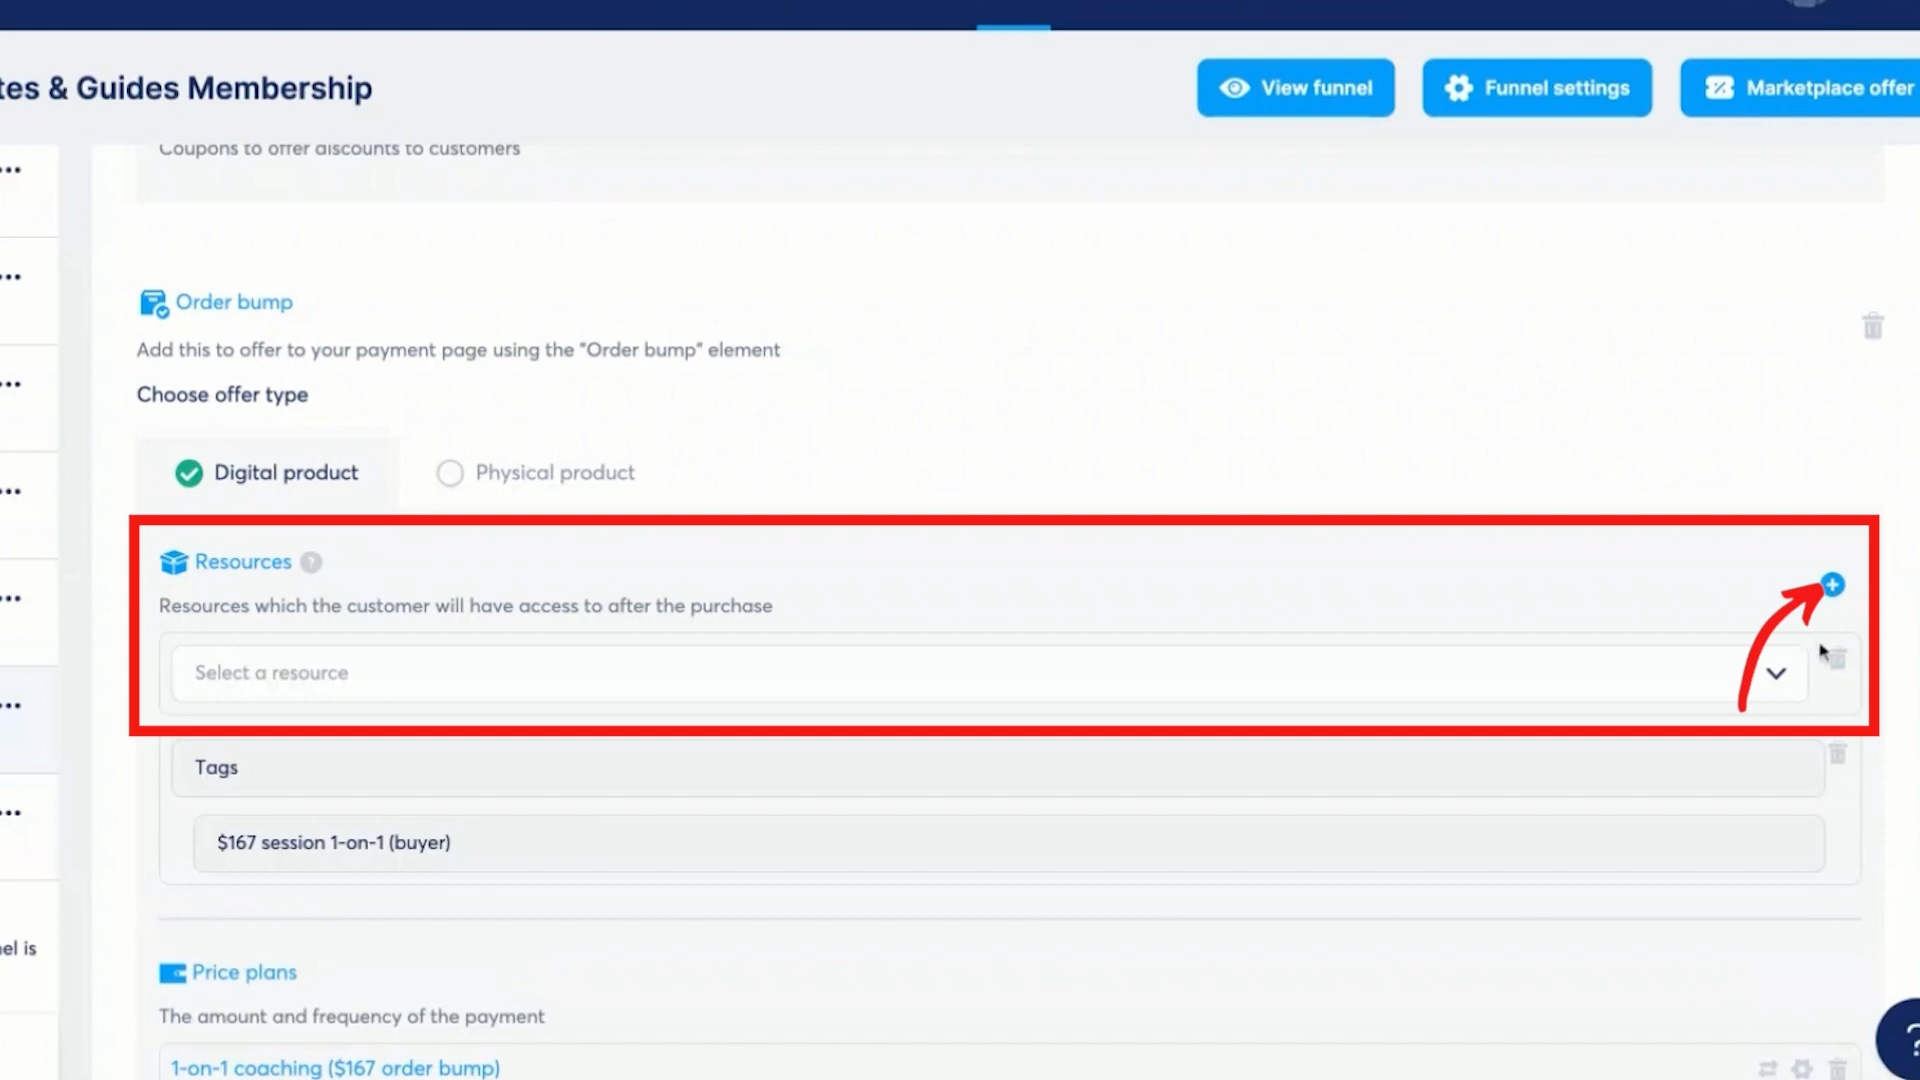 tes & Guides Membership
View funnel
Funnel settings
Marketplace offer
Coupons to offer discounts to customers
Order bump
Add this to offer to your payment page using the "Order bump" element
Choose offer type
Digital product
Physical product
Resources ?
Resources which the customer will have access to after the purchase
Select a resource
Tags
$167 session 1-on-1 (buyer)
nel is
Price plans
The amount and frequency of the payment
1-on-1 coaching ($167 order bump)
?